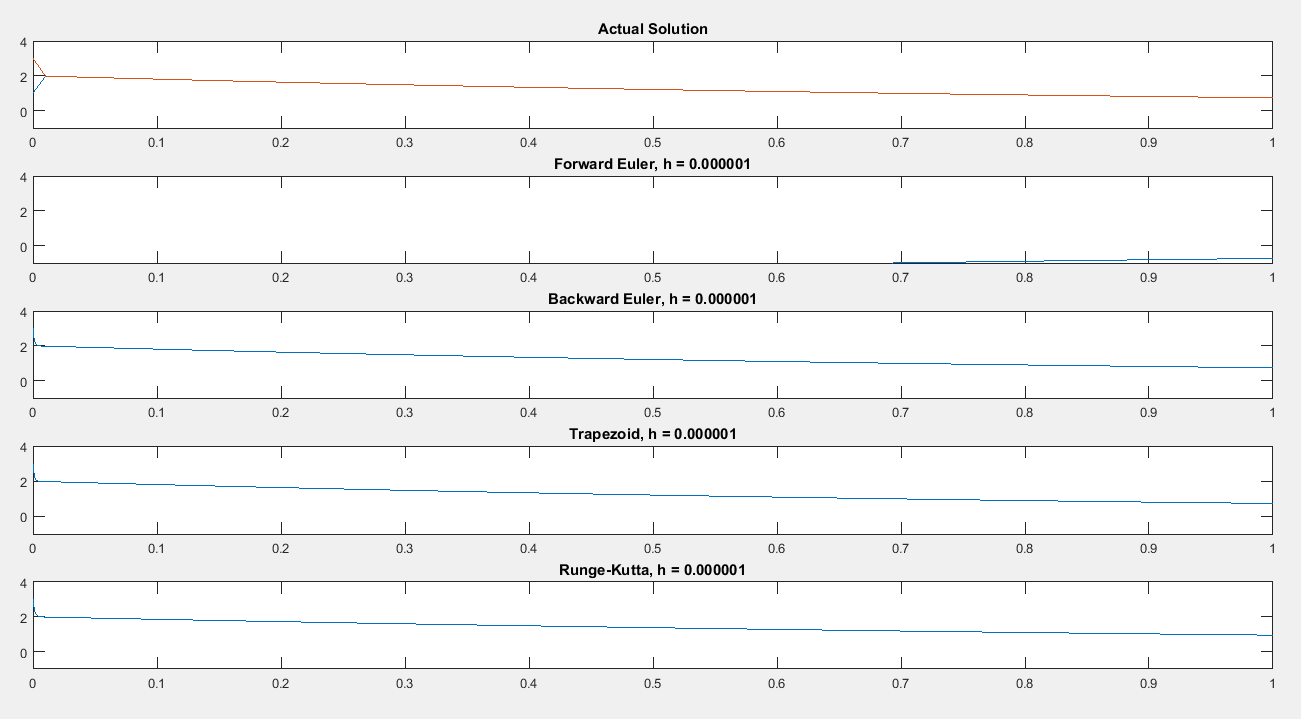 Actual Solution
4
2
0
0 0.1 0.2 0.3 0.4 0.5 0.6 0.7 0.8 0.9 1
Forward Euler, h = 0.000001
4
2
0
0 0.1 0.2 0.3 0.4 0.5 0.6 0.7 0.8 0.9 1
Backward Euler, h = 0.000001
4
2
0
0 0.1 0.2 0.3 0.4 0.5 0.6 0.7 0.8 0.9 1
Trapezoid, h = 0.000001
4
2
0
0 0.1 0.2 0.3 0.4 0.5 0.6 0.7 0.8 0.9 1
Runge-Kutta, h = 0.000001
4
2
0
0 0.1 0.2 0.3 0.4 0.5 0.6 0.7 0.8 0.9 1